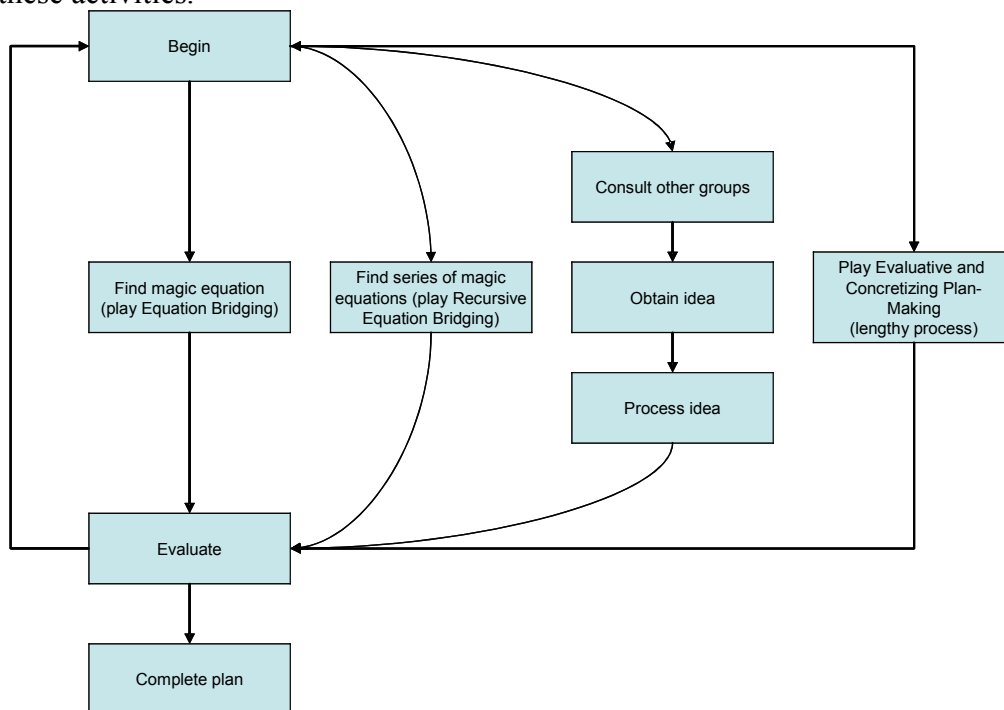 these activities.
Begin
Consult other groups
Find magic equation
(play Equation Bridging)
Find series of magic
equations (play Recursive
Equation Bridging)
Obtain idea
Play Evaluative and
Concretizing Plan-
Making
(lengthy process)
Process idea
Evaluate
Complete plan